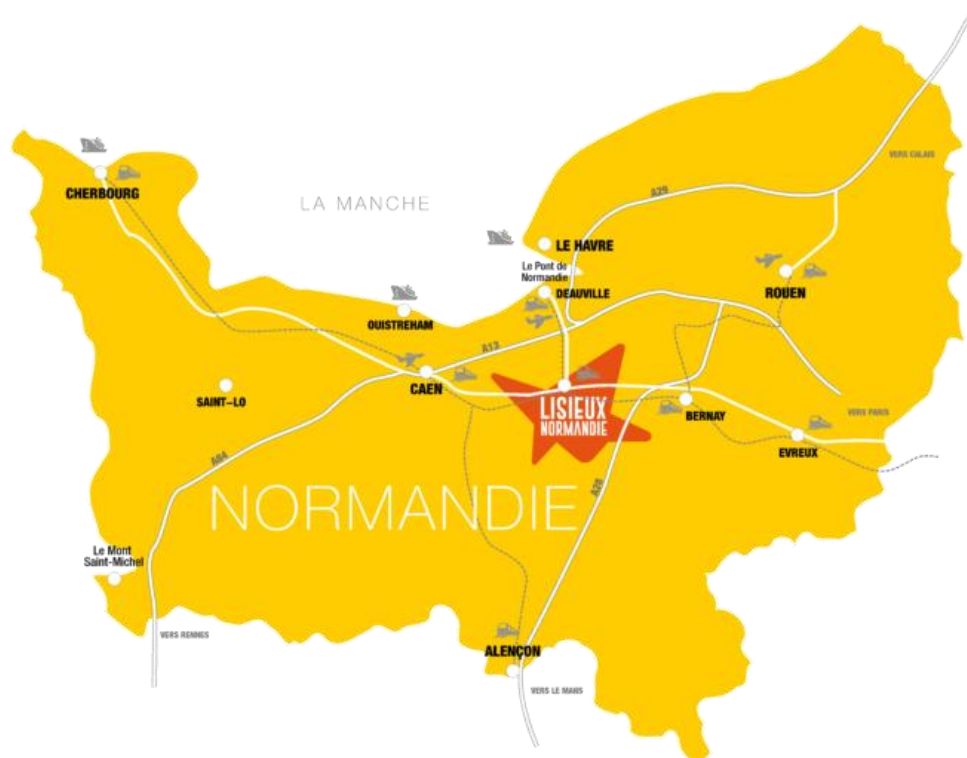 VERS CALAIS
CHERBOURG
A29
LA MANCHE
LE HAVRE
Le Pont de
Normandie
DEAUVILLE
ROUEN
OUISTREHAM
A13
CAEN
SAINT-LO
LISIEUX
NORMANDIE
BERNAY
VERS PARIS
EVREUX
A84
A28
NORMANDIE
Le Mont
Saint-Michel
VERS RENNES
ALENÇON
VERS LE MANS